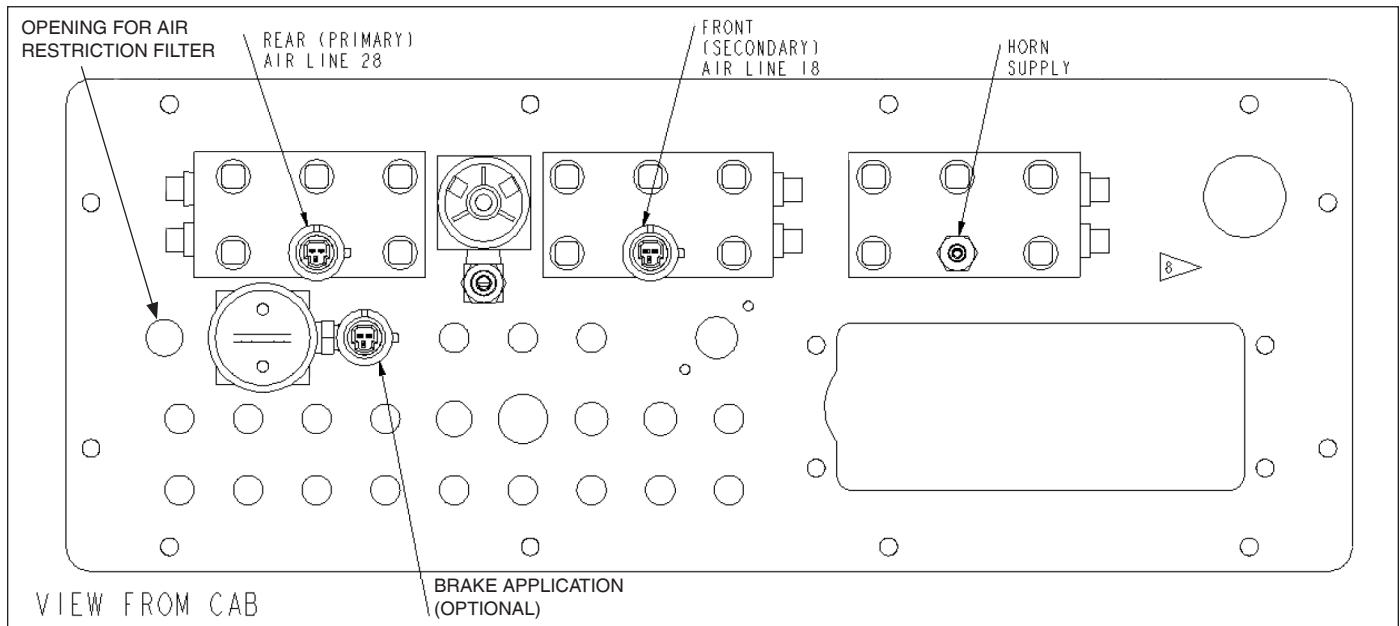 OPENING FOR AIR
RESTRICTION FILTER
REAR (PRIMARY)
AIR LINE 28
FRONT
(SECONDARY)
AIR LINE 18
HORN
SUPPLY
8
BRAKE APPLICATION
(OPTIONAL)
VIEW FROM CAB